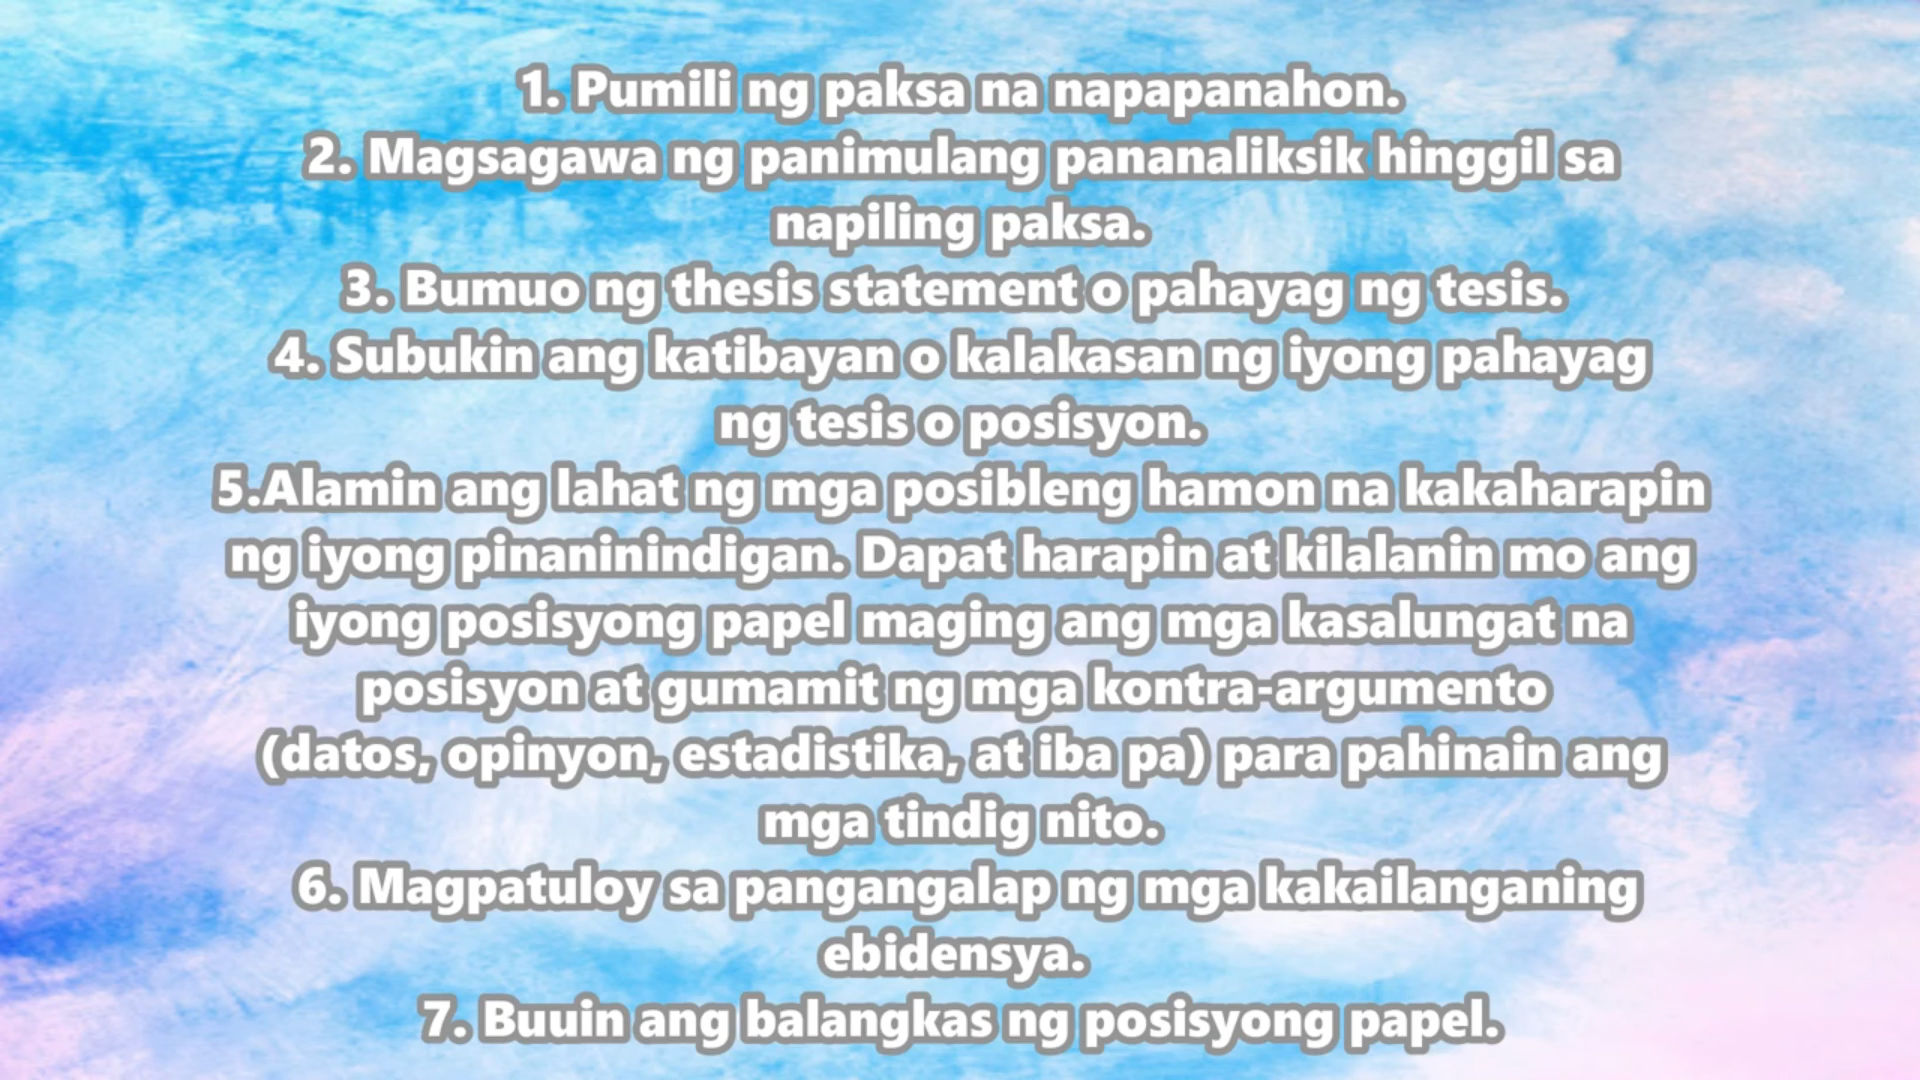 1. Pumili ng paksa na napapanahon.
2. Magsagawa ng panimulang pananaliksik hinggil sa
napiling paksa.
3. Bumuo ng thesis statement o pahayag ng tesis.
4. Subukin ang katibayan o kalakasan ng iyong pahayag
ng tesis o posisyon.
5.Alamin ang lahat ng mga posibleng hamon na kakaharapin
ng iyong pinaninindigan. Dapat harapin at kilalanin mo ang
iyong posisyong papel maging ang mga kasalungat na
posisyon at gumamit ng mga kontra-argumento
(datos, opinyon, estadistika, at iba pa) para pahinain ang
mga tindig nito.
6. Magpatuloy sa pangangalap ng mga kakailanganing
ebidensya.
7. Buuin ang balangkas ng posisyong papel.